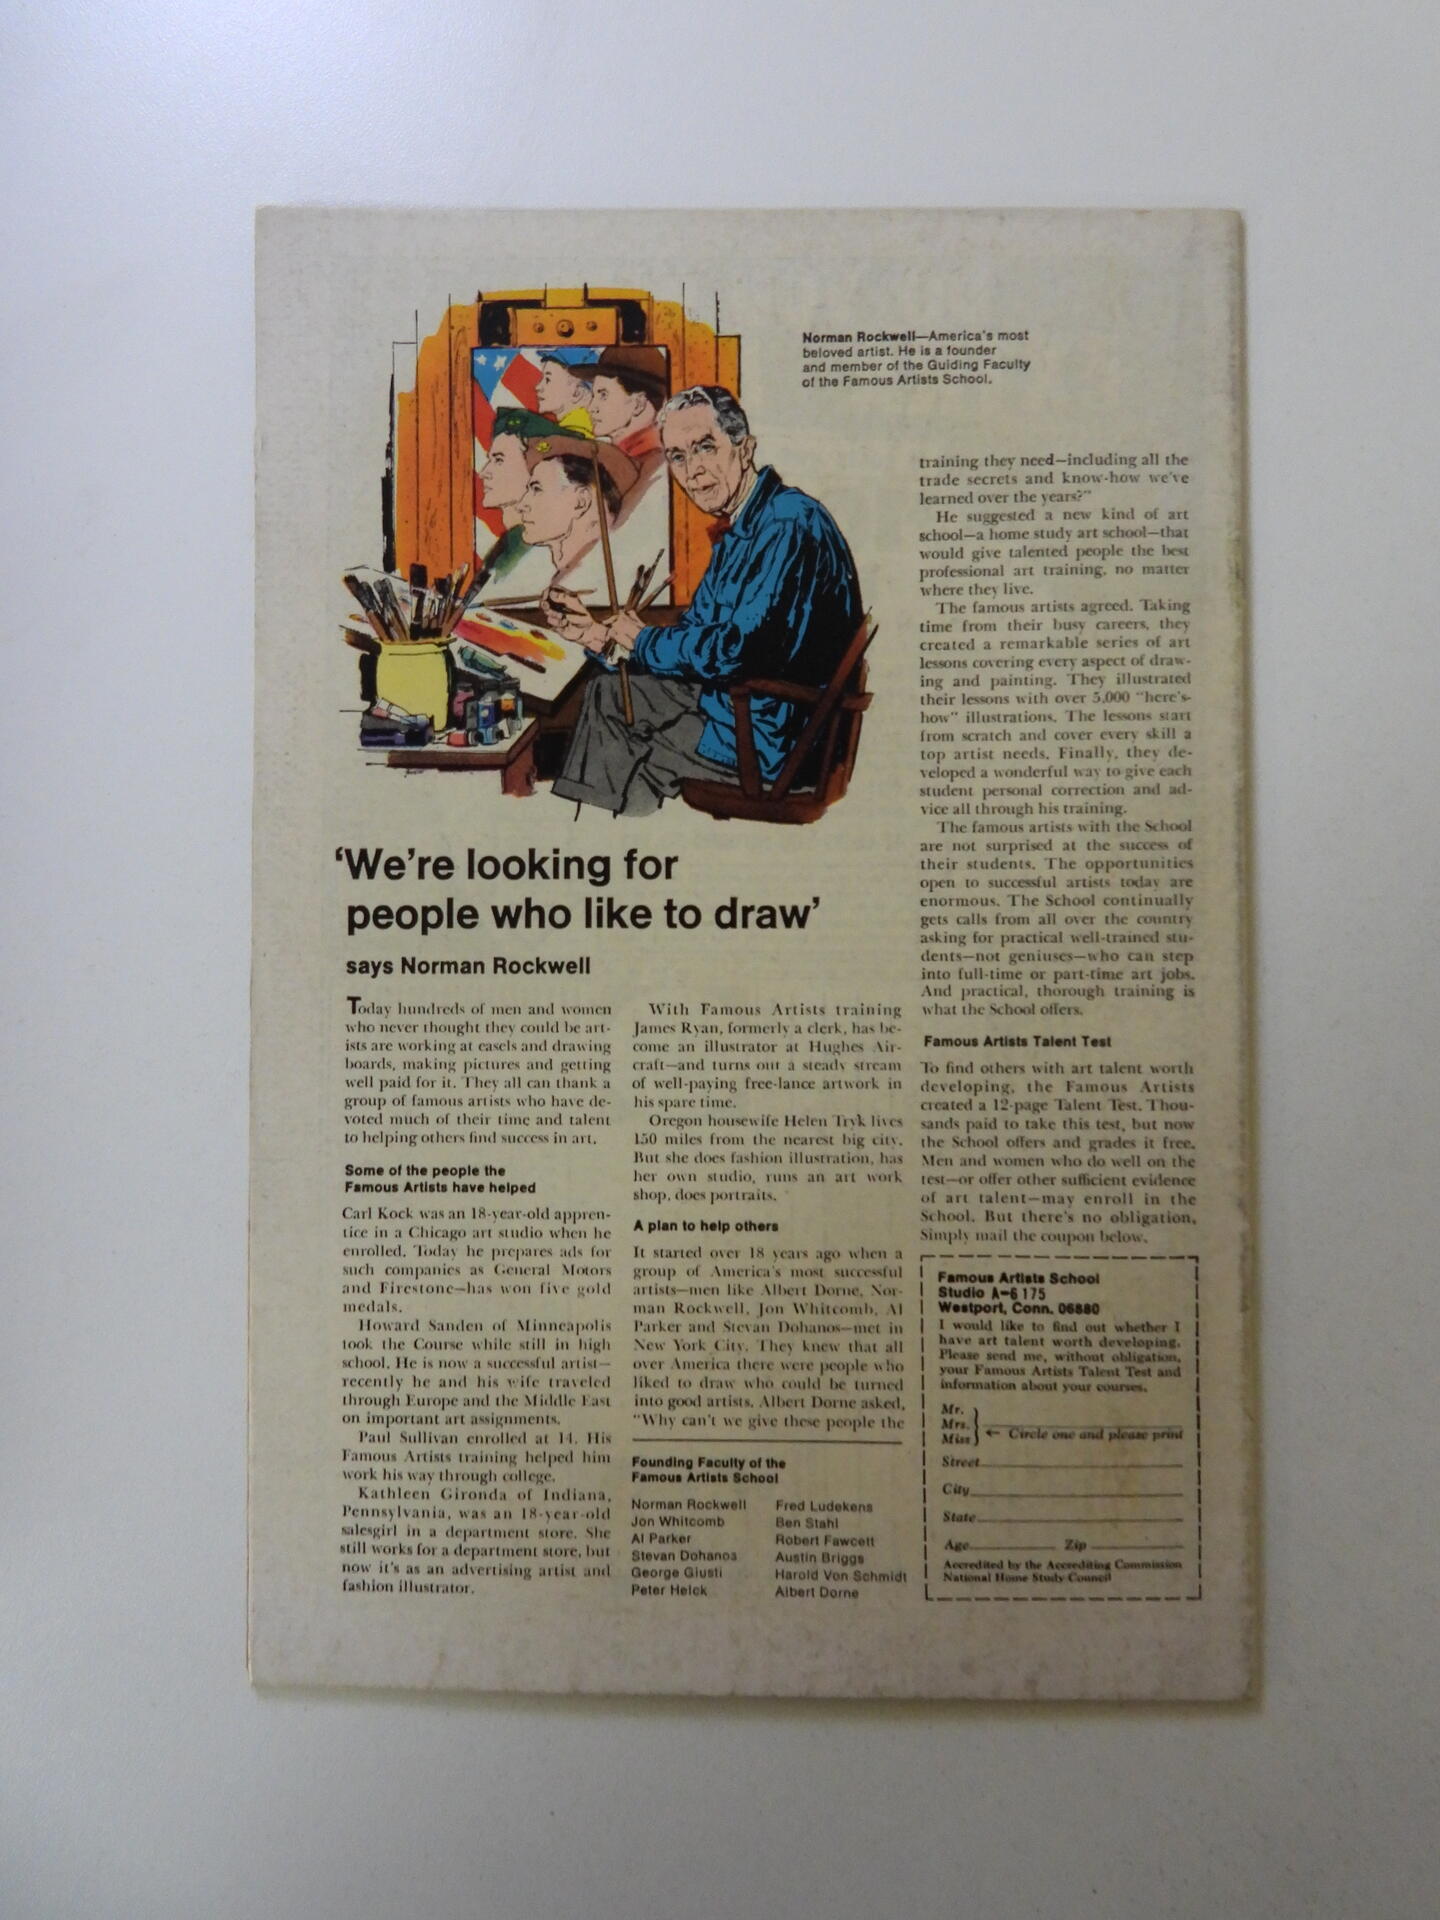 Norman Rockwell—America's most
beloved artist. He is a founder
and member of the Guiding Faculty
of the Famous Artists School.
'We're looking for
people who like to draw'
says Norman Rockwell
Today hundreds of men and women
who never thought they could be art-
ists are working at easels and drawing
boards, making pictures and getting
well paid for it. They all can thank a
group of famous artists who have de-
voted much of their time and talent
to helping others find success in art.
Some of the people the
Famous Artists have helped
Carl Kock was an 18-year-old appren-
tice in a Chicago art studio when he
enrolled. Today he prepares ads for
such companies as General Motors
and Firestone—has won five gold
medals.
Howard Sanden of Minneapolis
took the Course while still in high
school. He is now a successful artist—
recently he and his wife traveled
through Europe and the Middle East
on important art assignments.
Paul Sullivan enrolled at 14. His
Famous Artists training helped him
work his way through college.
Kathleen Gironda of Indiana,
Pennsylvania, was an 18-year-old
salesgirl in a department store. She
still works for a department store, but
now it's as an advertising artist and
fashion illustrator.
With Famous Artists training
James Ryan, formerly a clerk, has be-
come an illustrator at Hughes Air-
craft—and turns out a steady stream
of well-paying free-lance artwork in
his spare time.
Oregon housewife Helen Tryk lives
150 miles from the nearest big city.
But she does fashion illustration, has
her own studio, runs an art work
shop, does portraits.
A plan to help others
It started over 18 years ago when a
group of America's most successful
artists—men like Albert Dorne, Nor-
man Rockwell, Jon Whitcomb, Al
Parker and Stevan Dohanos—met in
New York City. They knew that all
over America there were people who
liked to draw who could be turned
into good artists. Albert Dorne asked,
"Why can't we give these people the
Founding Faculty of the
Famous Artists School
Norman Rockwell
Jon Whitcomb
Al Parker
Stevan Dohanos
George Giusti
Peter Helck
Fred Ludekens
Ben Stahl
Robert Fawcett
Austin Briggs
Harold Von Schmidt
Albert Dorne
training they need—including all the
trade secrets and know-how we've
learned over the years?"
He suggested a new kind of art
school—a home study art school—that
would give talented people the best
professional art training, no matter
where they live.
The famous artists agreed. Taking
time from their busy careers, they
created a remarkable series of art
lessons covering every aspect of draw-
ing and painting. They illustrated
their lessons with over 5,000 "here's-
how" illustrations. The lessons start
from scratch and cover every skill a
top artist needs. Finally, they de-
veloped a wonderful way to give each
student personal correction and ad-
vice all through his training.
The famous artists with the School
are not surprised at the success of
their students. The opportunities
open to successful artists today are
enormous. The School continually
gets calls from all over the country
asking for practical well-trained stu-
dents—not geniuses—who can step
into full-time or part-time art jobs.
And practical, thorough training is
what the School offers.
Famous Artists Talent Test
To find others with art talent worth
developing, the Famous Artists
created a 12-page Talent Test. Thou-
sands paid to take this test, but now
the School offers and grades it free.
Men and women who do well on the
test—or offer other sufficient evidence
of art talent—may enroll in the
School. But there's no obligation.
Simply mail the coupon below.
Famous Artists School
Studio A-6175
Westport, Conn. 06880
I would like to find out whether I
have art talent worth developing.
Please send me, without obligation,
your Famous Artists Talent Test and
information about your courses.
Mr.
Mrs.
Miss
← Circle one and please print
Street
City
State
Age Zip
Accredited by the Accrediting Commission
National Home Study Council